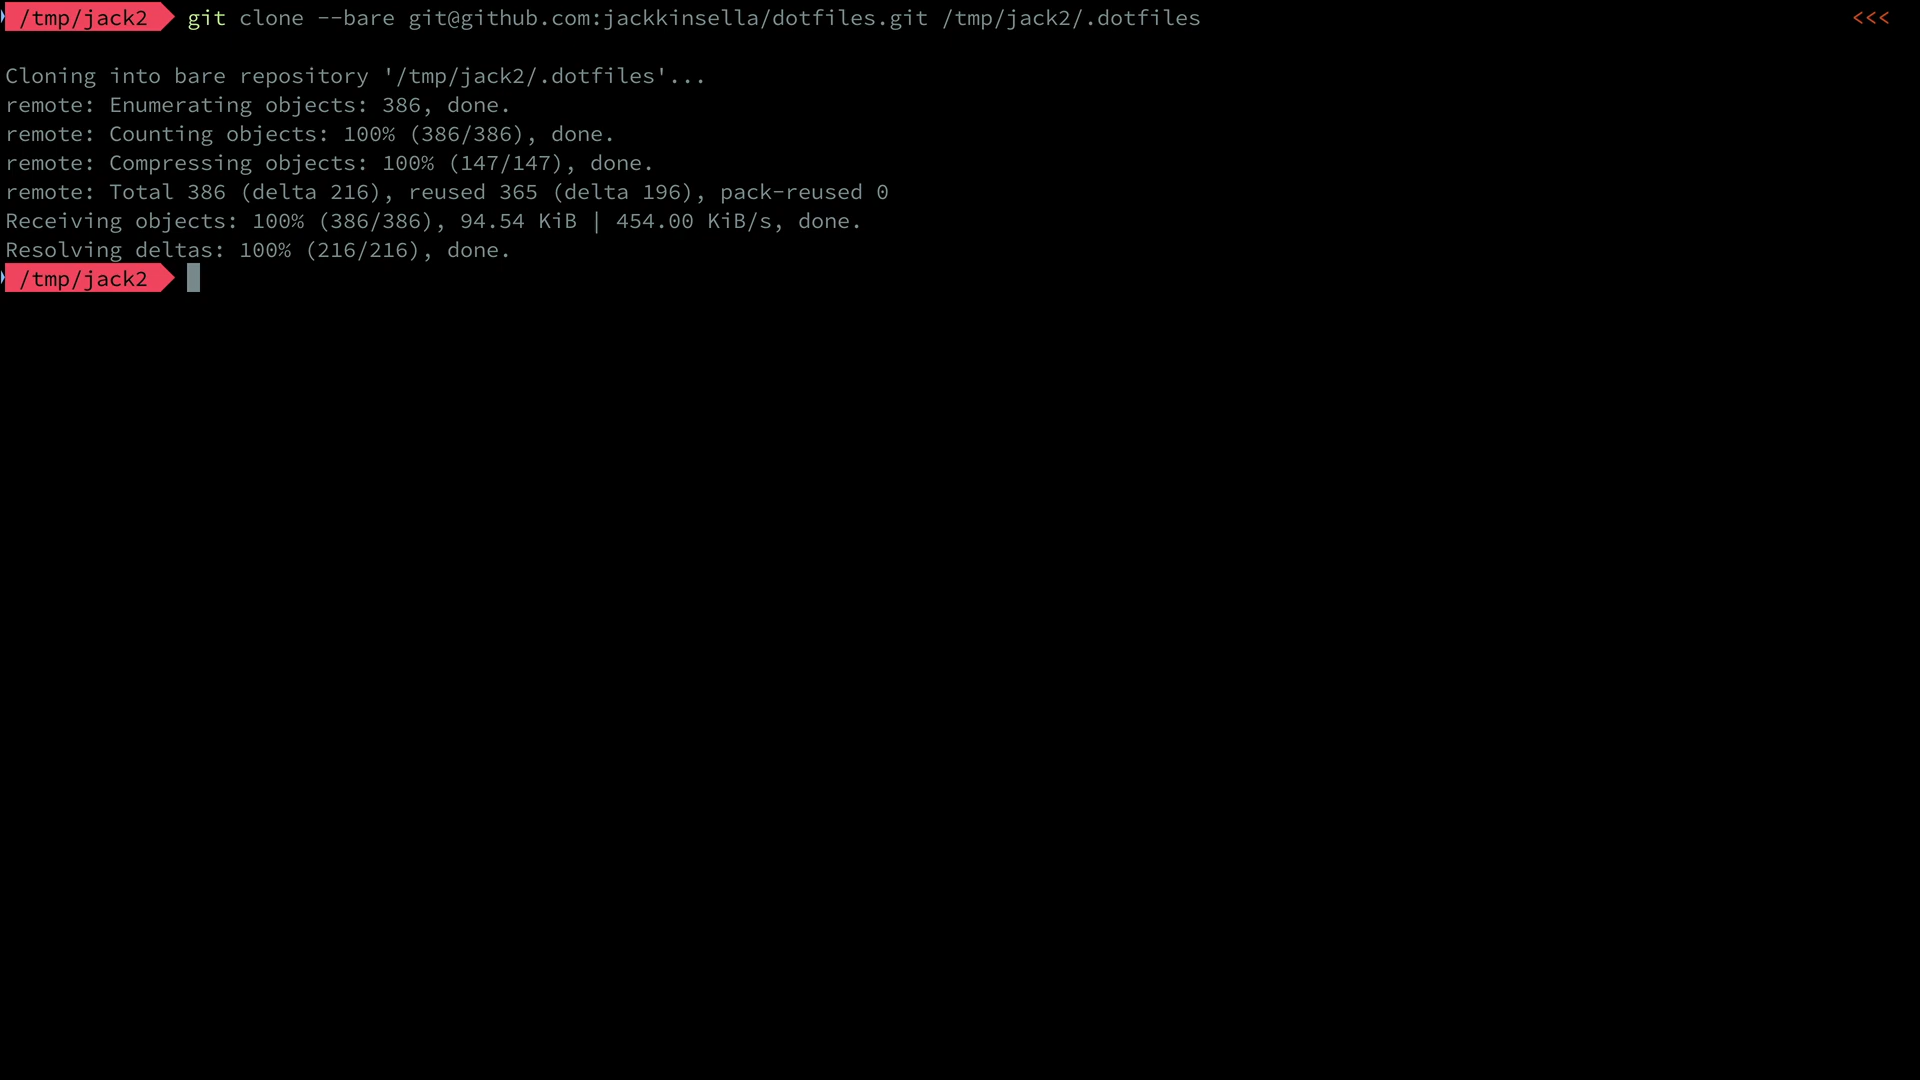 /tmp/jack2 git clone --bare git@github.com:jackkinsella/dotfiles.git /tmp/jack2/.dotfiles <<<
Cloning into bare repository '/tmp/jack2/.dotfiles'...
remote: Enumerating objects: 386, done.
remote: Counting objects: 100% (386/386), done.
remote: Compressing objects: 100% (147/147), done.
remote: Total 386 (delta 216), reused 365 (delta 196), pack-reused 0
Receiving objects: 100% (386/386), 94.54 KiB | 454.00 KiB/s, done.
Resolving deltas: 100% (216/216), done.
/tmp/jack2